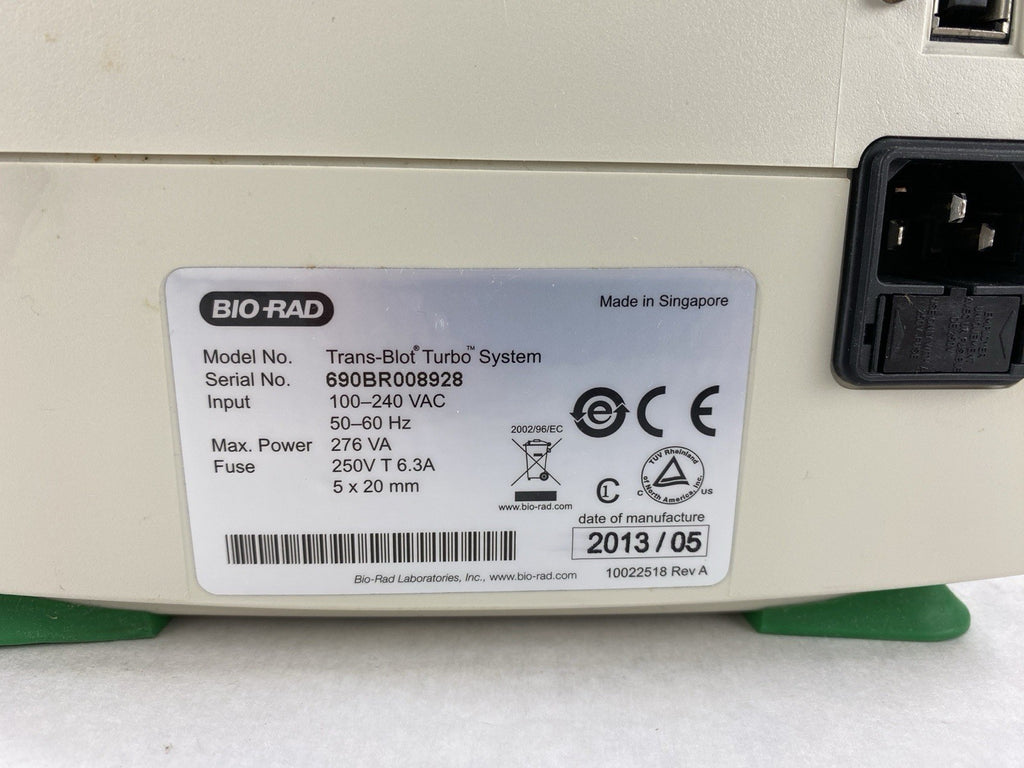 BIO-RAD
Made in Singapore
Model No. Trans-Blot® Turbo™ System
Serial No. 690BR008928
Input 100–240 VAC
50–60 Hz
Max. Power 276 VA
Fuse 250V T 6.3A
5 x 20 mm
2002/96/EC
www.bio-rad.com
e
CE
TUV Rheinland
of North America, Inc.
C US
date of manufacture
2013/05
Bio-Rad Laboratories, Inc., www.bio-rad.com
10022518 Rev A